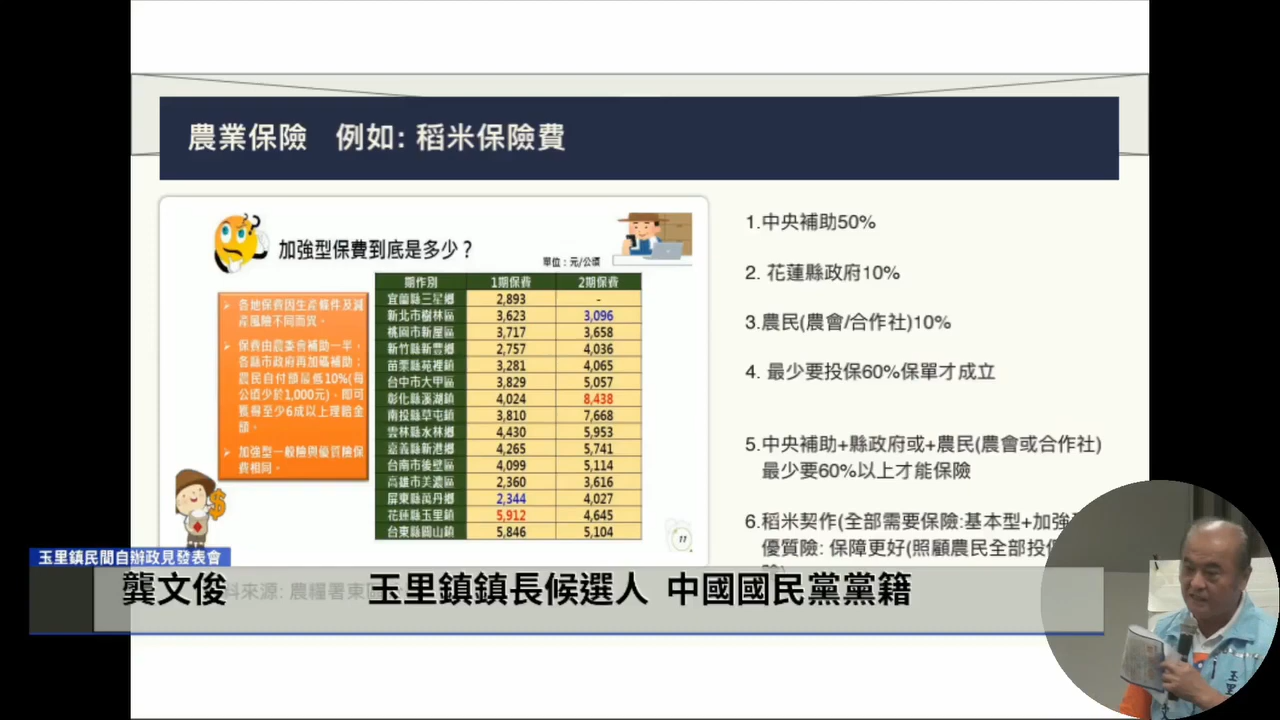 農業保險 例如: 稻米保險費
加強型保費到底是多少?
單位:元/公頃
各地保費因生產條件及減
產風險不同而異。
保費由農委會補助一半,
各縣市政府再加碼補助;
農民自付額最低10%(每
公頃少於1,000元),即可
獲得至少6成以上理賠金
額。
加強型一般險與優質險保
費相同。
期作別 1期保費 2期保費
宜蘭縣三星鄉 2,893 -
新北市樹林區 3,623 3,096
桃園市新屋區 3,717 3,658
新竹縣新豐鄉 2,757 4,036
苗栗縣苑裡鎮 3,281 4,065
台中市大甲區 3,829 5,057
彰化縣溪湖鎮 4,024 8,438
南投縣草屯鎮 3,810 7,668
雲林縣水林鄉 4,430 5,953
嘉義縣新港鄉 4,265 5,741
台南市後壁區 4,099 5,114
高雄市美濃區 2,360 3,616
屏東縣萬丹鄉 2,344 4,027
花蓮縣玉里鎮 5,912 4,645
台東縣關山鎮 5,846 5,104
11
1.中央補助50%
2. 花蓮縣政府10%
3.農民(農會/合作社)10%
4. 最少要投保60%保單才成立
5.中央補助+縣政府或+農民(農會或合作社)
最少要60%以上才能保險
6.稻米契作(全部需要保險:基本型+加強
優質險: 保障更好(照顧農民全部投
料來源: 農糧署東區
玉里鎮民間自辦政見發表會
龔文俊 玉里鎮鎮長候選人 中國國民黨黨籍
玉里